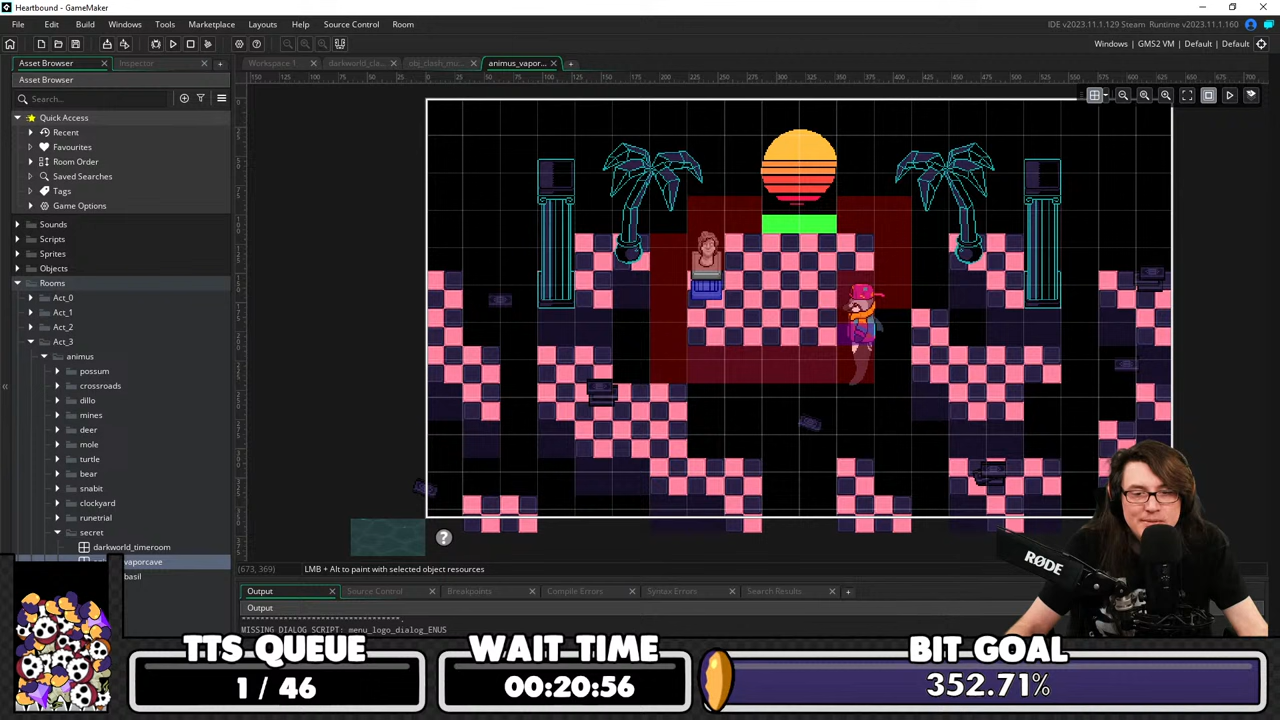 Heartbound - GameMaker
File Edit Build Windows Tools Marketplace Layouts Help Source Control Room
IDE v2023.11.1.129 Steam Runtime v2023.11.1.160
Windows | GMS2 VM | Default | Default
Asset Browser Inspector
Workspace 1 darkworld_cla... obj_clash_mu... animus_vapor...
Asset Browser
Search...
Quick Access
Recent
Favourites
Room Order
Saved Searches
Tags
Game Options
Sounds
Scripts
Sprites
Objects
Rooms
Act_0
Act_1
Act_2
Act_3
animus
possum
crossroads
dillo
mines
deer
mole
turtle
bear
snabit
clockyard
runetrial
secret
darkworld_timeroom
vaporcave
basil
(673, 369) LMB + Alt to paint with selected object resources
Output Source Control Breakpoints Compile Errors Syntax Errors Search Results
Output
MISSING DIALOG SCRIPT: menu_logo_dialog_ENUS
RØDE
TTS QUEUE
1 / 46
WAIT TIME
00:20:56
BIT GOAL
352.71%